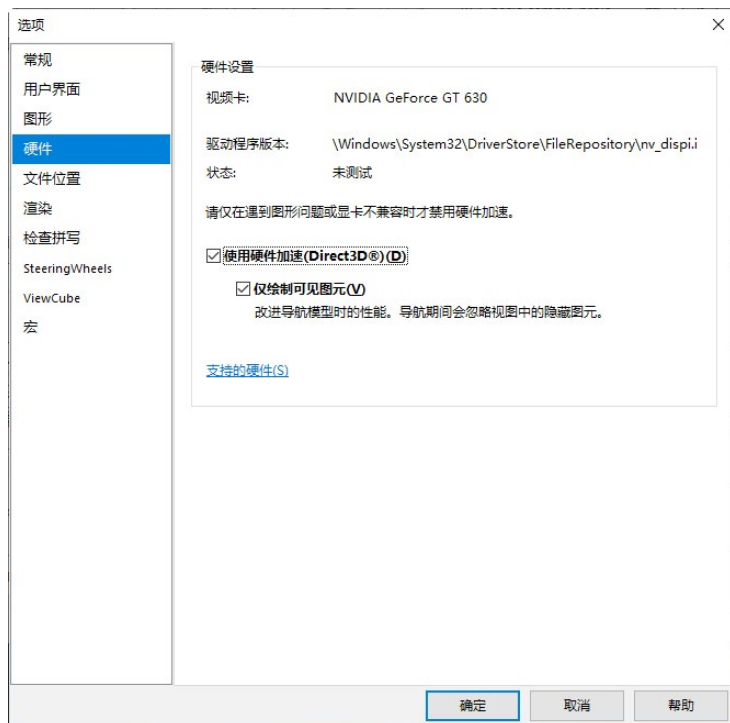 选项
常规
用户界面
图形
硬件
文件位置
渲染
检查拼写
SteeringWheels
ViewCube
宏
硬件设置
视频卡: NVIDIA GeForce GT 630
驱动程序版本: \Windows\System32\DriverStore\FileRepository\nv_dispi.i
状态: 未测试
请仅在遇到图形问题或显卡不兼容时才禁用硬件加速。
使用硬件加速(Direct3D®)(D)
仅绘制可见图元(V)
改进导航模型时的性能。导航期间会忽略视图中的隐藏图元。
支持的硬件(S)
确定 取消 帮助